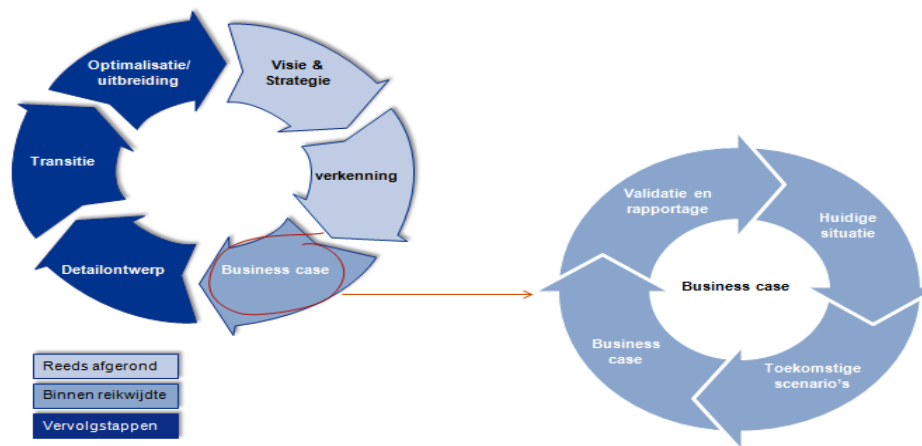 Optimalisatie/
uitbreiding
Visie &
Strategie
verkenning
Business case
Detailontwerp
Transitie
Reeds afgerond
Binnen reikwijdte
Vervolgstappen
Validatie en
rapportage
Huidige
situatie
Toekomstige
scenario's
Business
case
Business case